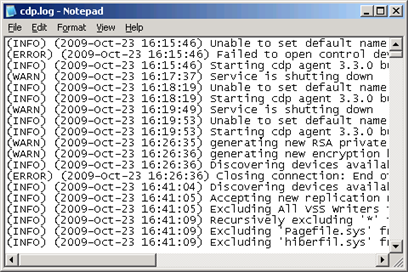 cdp.log - Notepad
File Edit Format View Help
(INFO) (2009-Oct-23 16:15:46) Unable to set default name
(ERROR) (2009-Oct-23 16:15:46) Failed to open control dev
(INFO) (2009-Oct-23 16:15:46) Starting cdp agent 3.3.0 bu
(WARN) (2009-Oct-23 16:17:37) Service is shutting down
(INFO) (2009-Oct-23 16:18:19) Unable to set default name
(INFO) (2009-Oct-23 16:18:19) Starting cdp agent 3.3.0 bu
(WARN) (2009-Oct-23 16:19:49) Service is shutting down
(INFO) (2009-Oct-23 16:19:53) Unable to set default name
(INFO) (2009-Oct-23 16:19:53) Starting cdp agent 3.3.0 bu
(WARN) (2009-Oct-23 16:26:35) generating new RSA private
(WARN) (2009-Oct-23 16:26:36) generating new encryption k
(INFO) (2009-Oct-23 16:26:36) Discovering devices availa
(ERROR) (2009-Oct-23 16:26:36) Closing connection: End o
(INFO) (2009-Oct-23 16:41:04) Discovering devices availa
(INFO) (2009-Oct-23 16:41:05) Accepting new replication
(INFO) (2009-Oct-23 16:41:05) Excluding All VSS Writers
(INFO) (2009-Oct-23 16:41:09) Recursively excluding '*'
(INFO) (2009-Oct-23 16:41:09) Excluding 'Pagefile.sys' f
(INFO) (2009-Oct-23 16:41:09) Excluding 'hiberfil.sys' f